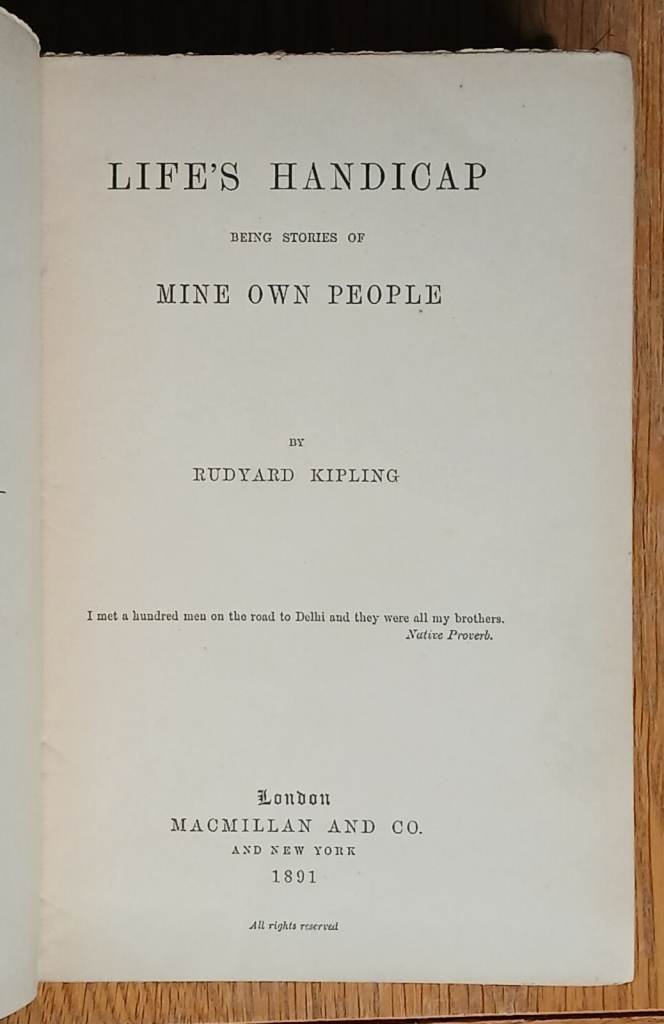 LIFE'S HANDICAP
BEING STORIES OF
MINE OWN PEOPLE
BY
RUDYARD KIPLING
I met a hundred men on the road to Delhi and they were all my brothers.
Native Proverb.
London
MACMILLAN AND CO.
AND NEW YORK
1891
All rights reserved